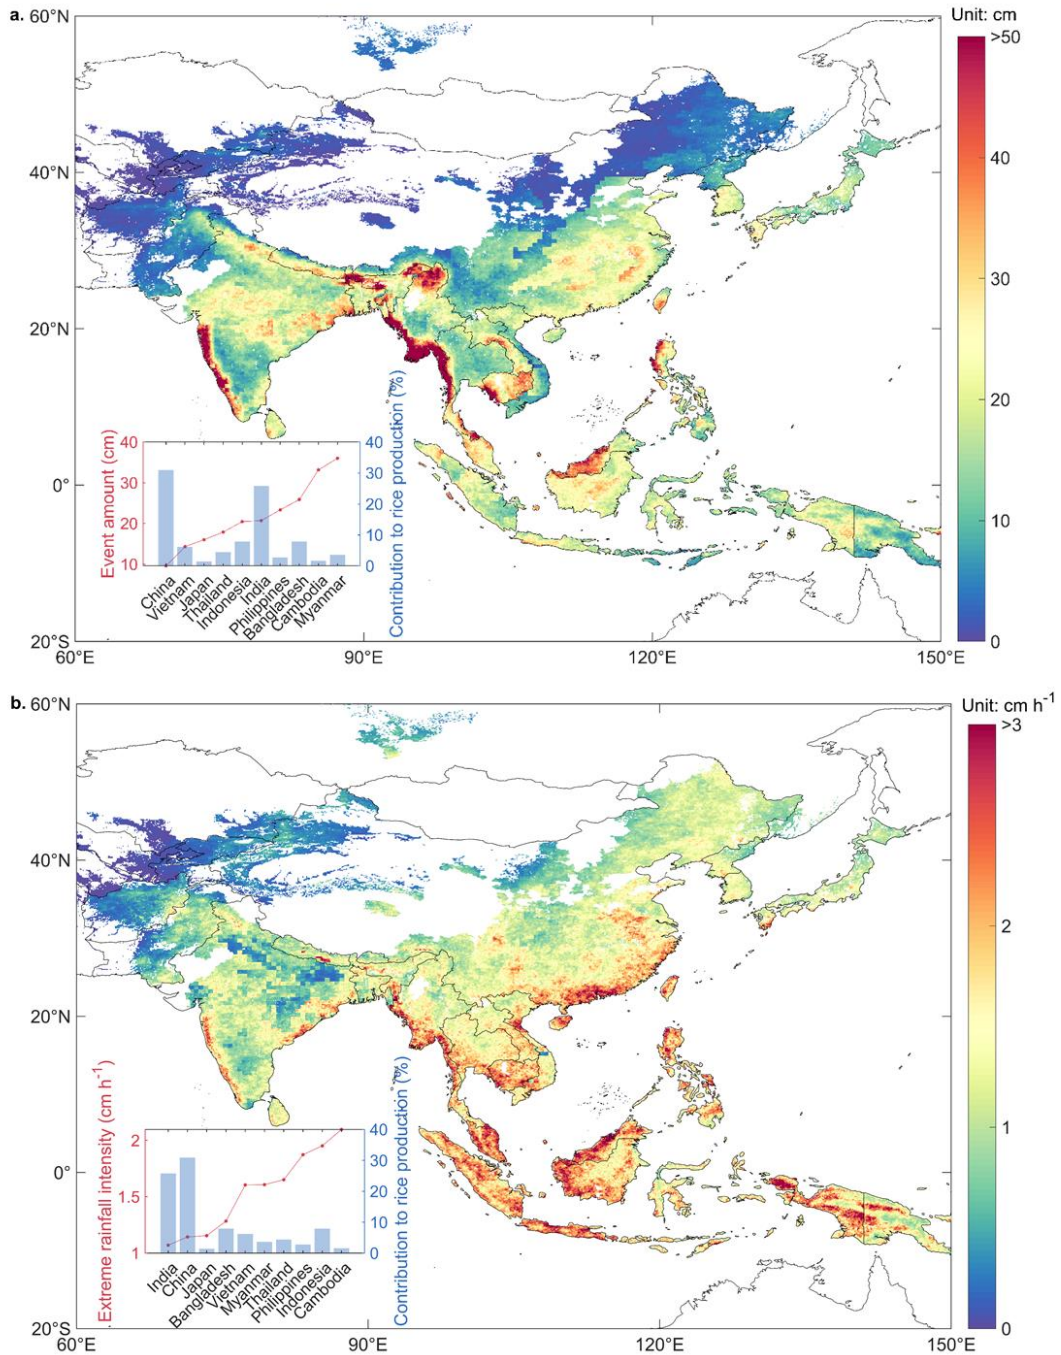 a.
Unit: cm
60°N
40°N
20°N
0°
20°S
60°E
90°E
120°E
150°E
>50
40
30
20
10
0
Event amount (cm)
40
30
20
10
Contribution to rice production (%)
40
30
20
10
0
China
Vietnam
Japan
Thailand
Indonesia
India
Philippines
Bangladesh
Cambodia
Myanmar
b.
Unit: cm h-1
60°N
40°N
20°N
0°
20°S
60°E
90°E
120°E
150°E
>3
2
1
0
Extreme rainfall intensity (cm h-1)
2
1.5
1
Contribution to rice production (%)
40
30
20
10
0
India
China
Japan
Bangladesh
Vietnam
Myanmar
Thailand
Philippines
Indonesia
Cambodia